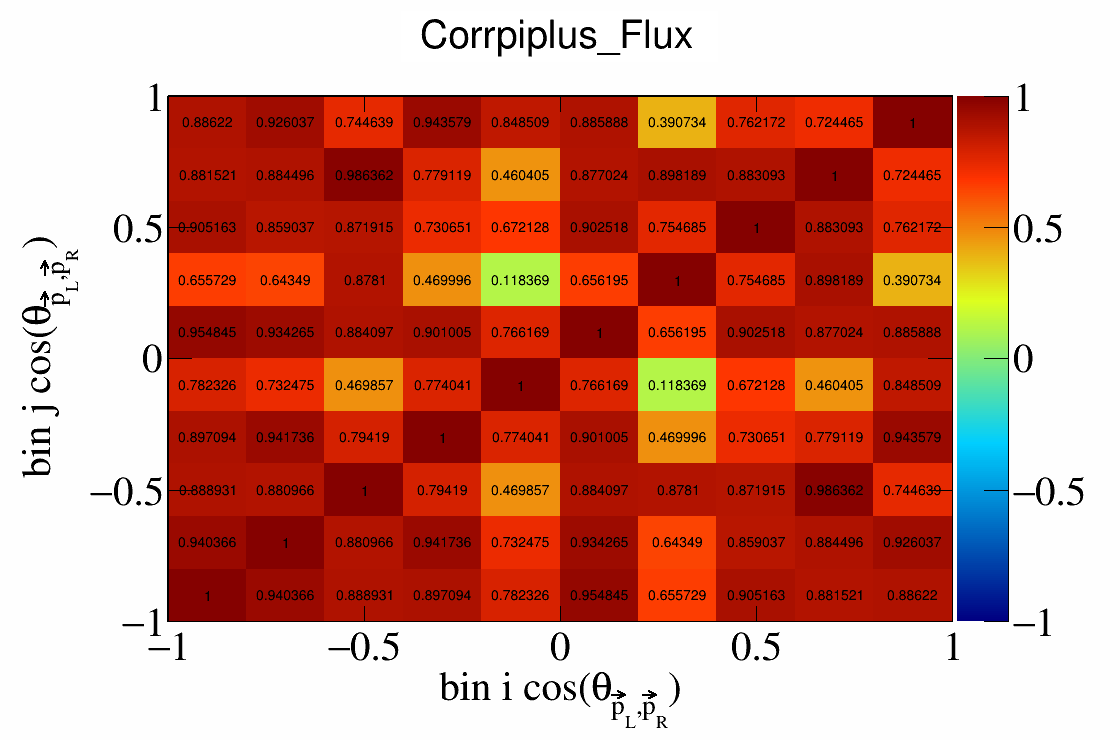 Corrpiplus_Flux
1
0.88622 0.926037 0.744639 0.943579 0.848509 0.885888 0.390734 0.762172 0.724465 1
1
0.881521 0.884496 0.986362 0.779119 0.460405 0.877024 0.898189 0.883093 1 0.724465
0.5
0.905163 0.859037 0.871915 0.730651 0.672128 0.902518 0.754685 1 0.883093 0.762172
0.5
0.655729 0.64349 0.8781 0.469996 0.118369 0.656195 1 0.754685 0.898189 0.390734
0.954845 0.934265 0.884097 0.901005 0.766169 1 0.656195 0.902518 0.877024 0.885888
0
0
0.782326 0.732475 0.469857 0.774041 1 0.766169 0.118369 0.672128 0.460405 0.848509
0.897094 0.941736 0.79419 1 0.774041 0.901005 0.469996 0.730651 0.779119 0.943579
−0.5
0.888931 0.880966 1 0.79419 0.469857 0.884097 0.8781 0.871915 0.986362 0.744639
−0.5
0.940366 1 0.880966 0.941736 0.732475 0.934265 0.64349 0.859037 0.884496 0.926037
1 0.940366 0.888931 0.897094 0.782326 0.954845 0.655729 0.905163 0.881521 0.88622
−1
−1
−1 −0.5 0 0.5 1
bin i cos(θp⃗L,p⃗R)
bin j cos(θp⃗L,p⃗R)